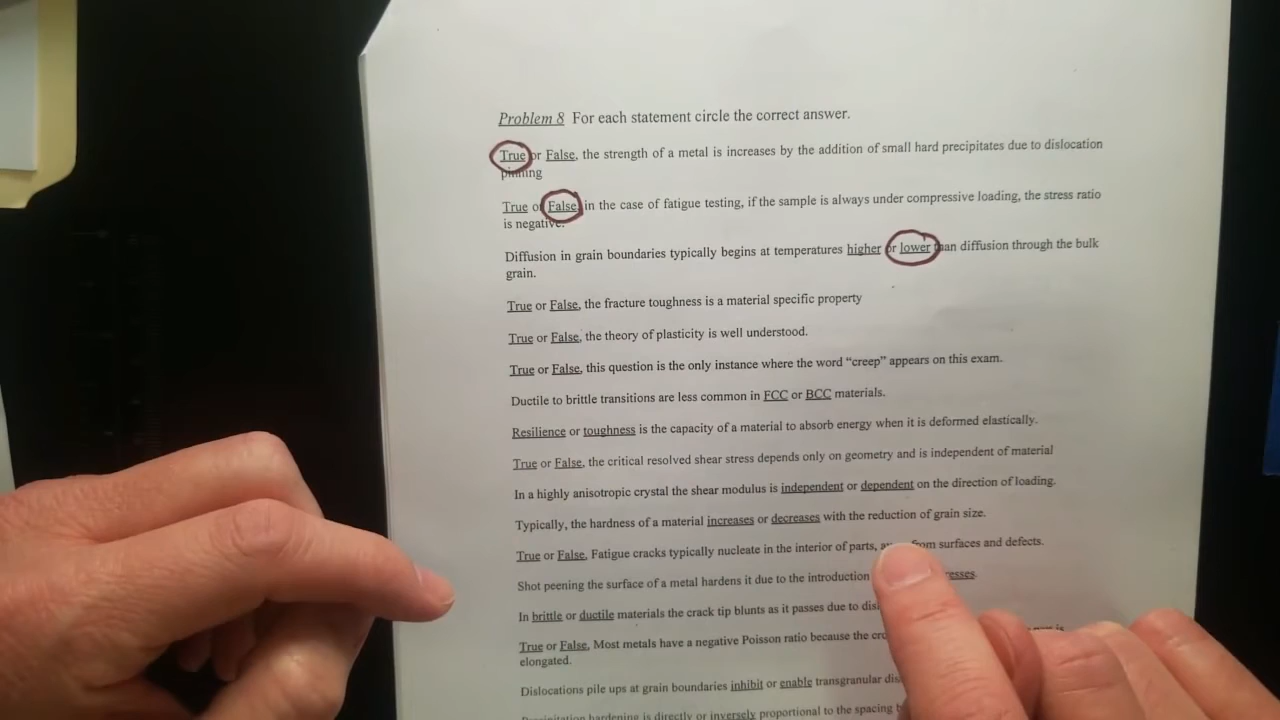 Problem 8 For each statement circle the correct answer.
True or False, the strength of a metal is increases by the addition of small hard precipitates due to dislocation
pinning
True or False, in the case of fatigue testing, if the sample is always under compressive loading, the stress ratio
is negative.
Diffusion in grain boundaries typically begins at temperatures higher or lower than diffusion through the bulk
grain.
True or False, the fracture toughness is a material specific property
True or False, the theory of plasticity is well understood.
True or False, this question is the only instance where the word “creep” appears on this exam.
Ductile to brittle transitions are less common in FCC or BCC materials.
Resilience or toughness is the capacity of a material to absorb energy when it is deformed elastically.
True or False, the critical resolved shear stress depends only on geometry and is independent of material
In a highly anisotropic crystal the shear modulus is independent or dependent on the direction of loading.
Typically, the hardness of a material increases or decreases with the reduction of grain size.
True or False, Fatigue cracks typically nucleate in the interior of parts, from surfaces and defects.
Shot peening the surface of a metal hardens it due to the introduction
In brittle or ductile materials the crack tip blunts as it passes due to
True or False, Most metals have a negative Poisson ratio because the is
elongated.
Dislocations pile ups at grain boundaries inhibit or enable transgranular
Precipitation hardening is directly or inversely proportional to the spacing